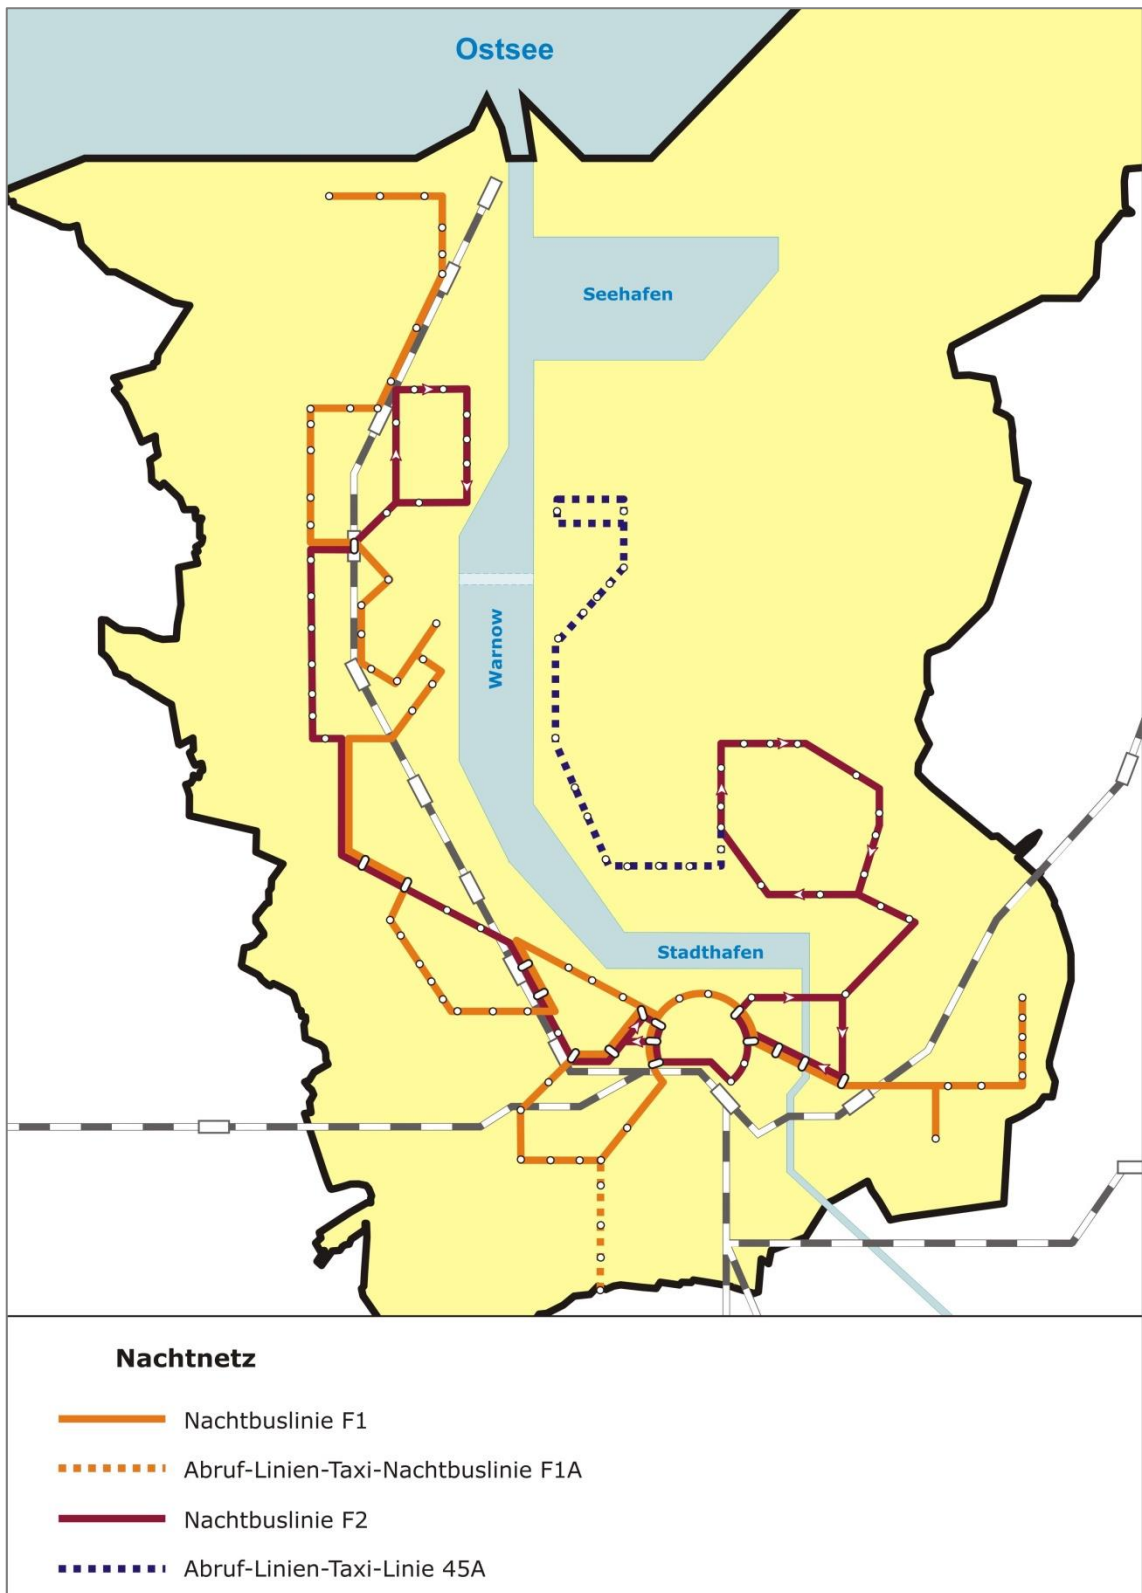 Ostsee
Seehafen
Warnow
Stadthafen
Nachtnetz
Nachtbuslinie F1
Abruf-Linien-Taxi-Nachtbuslinie F1A
Nachtbuslinie F2
Abruf-Linien-Taxi-Linie 45A